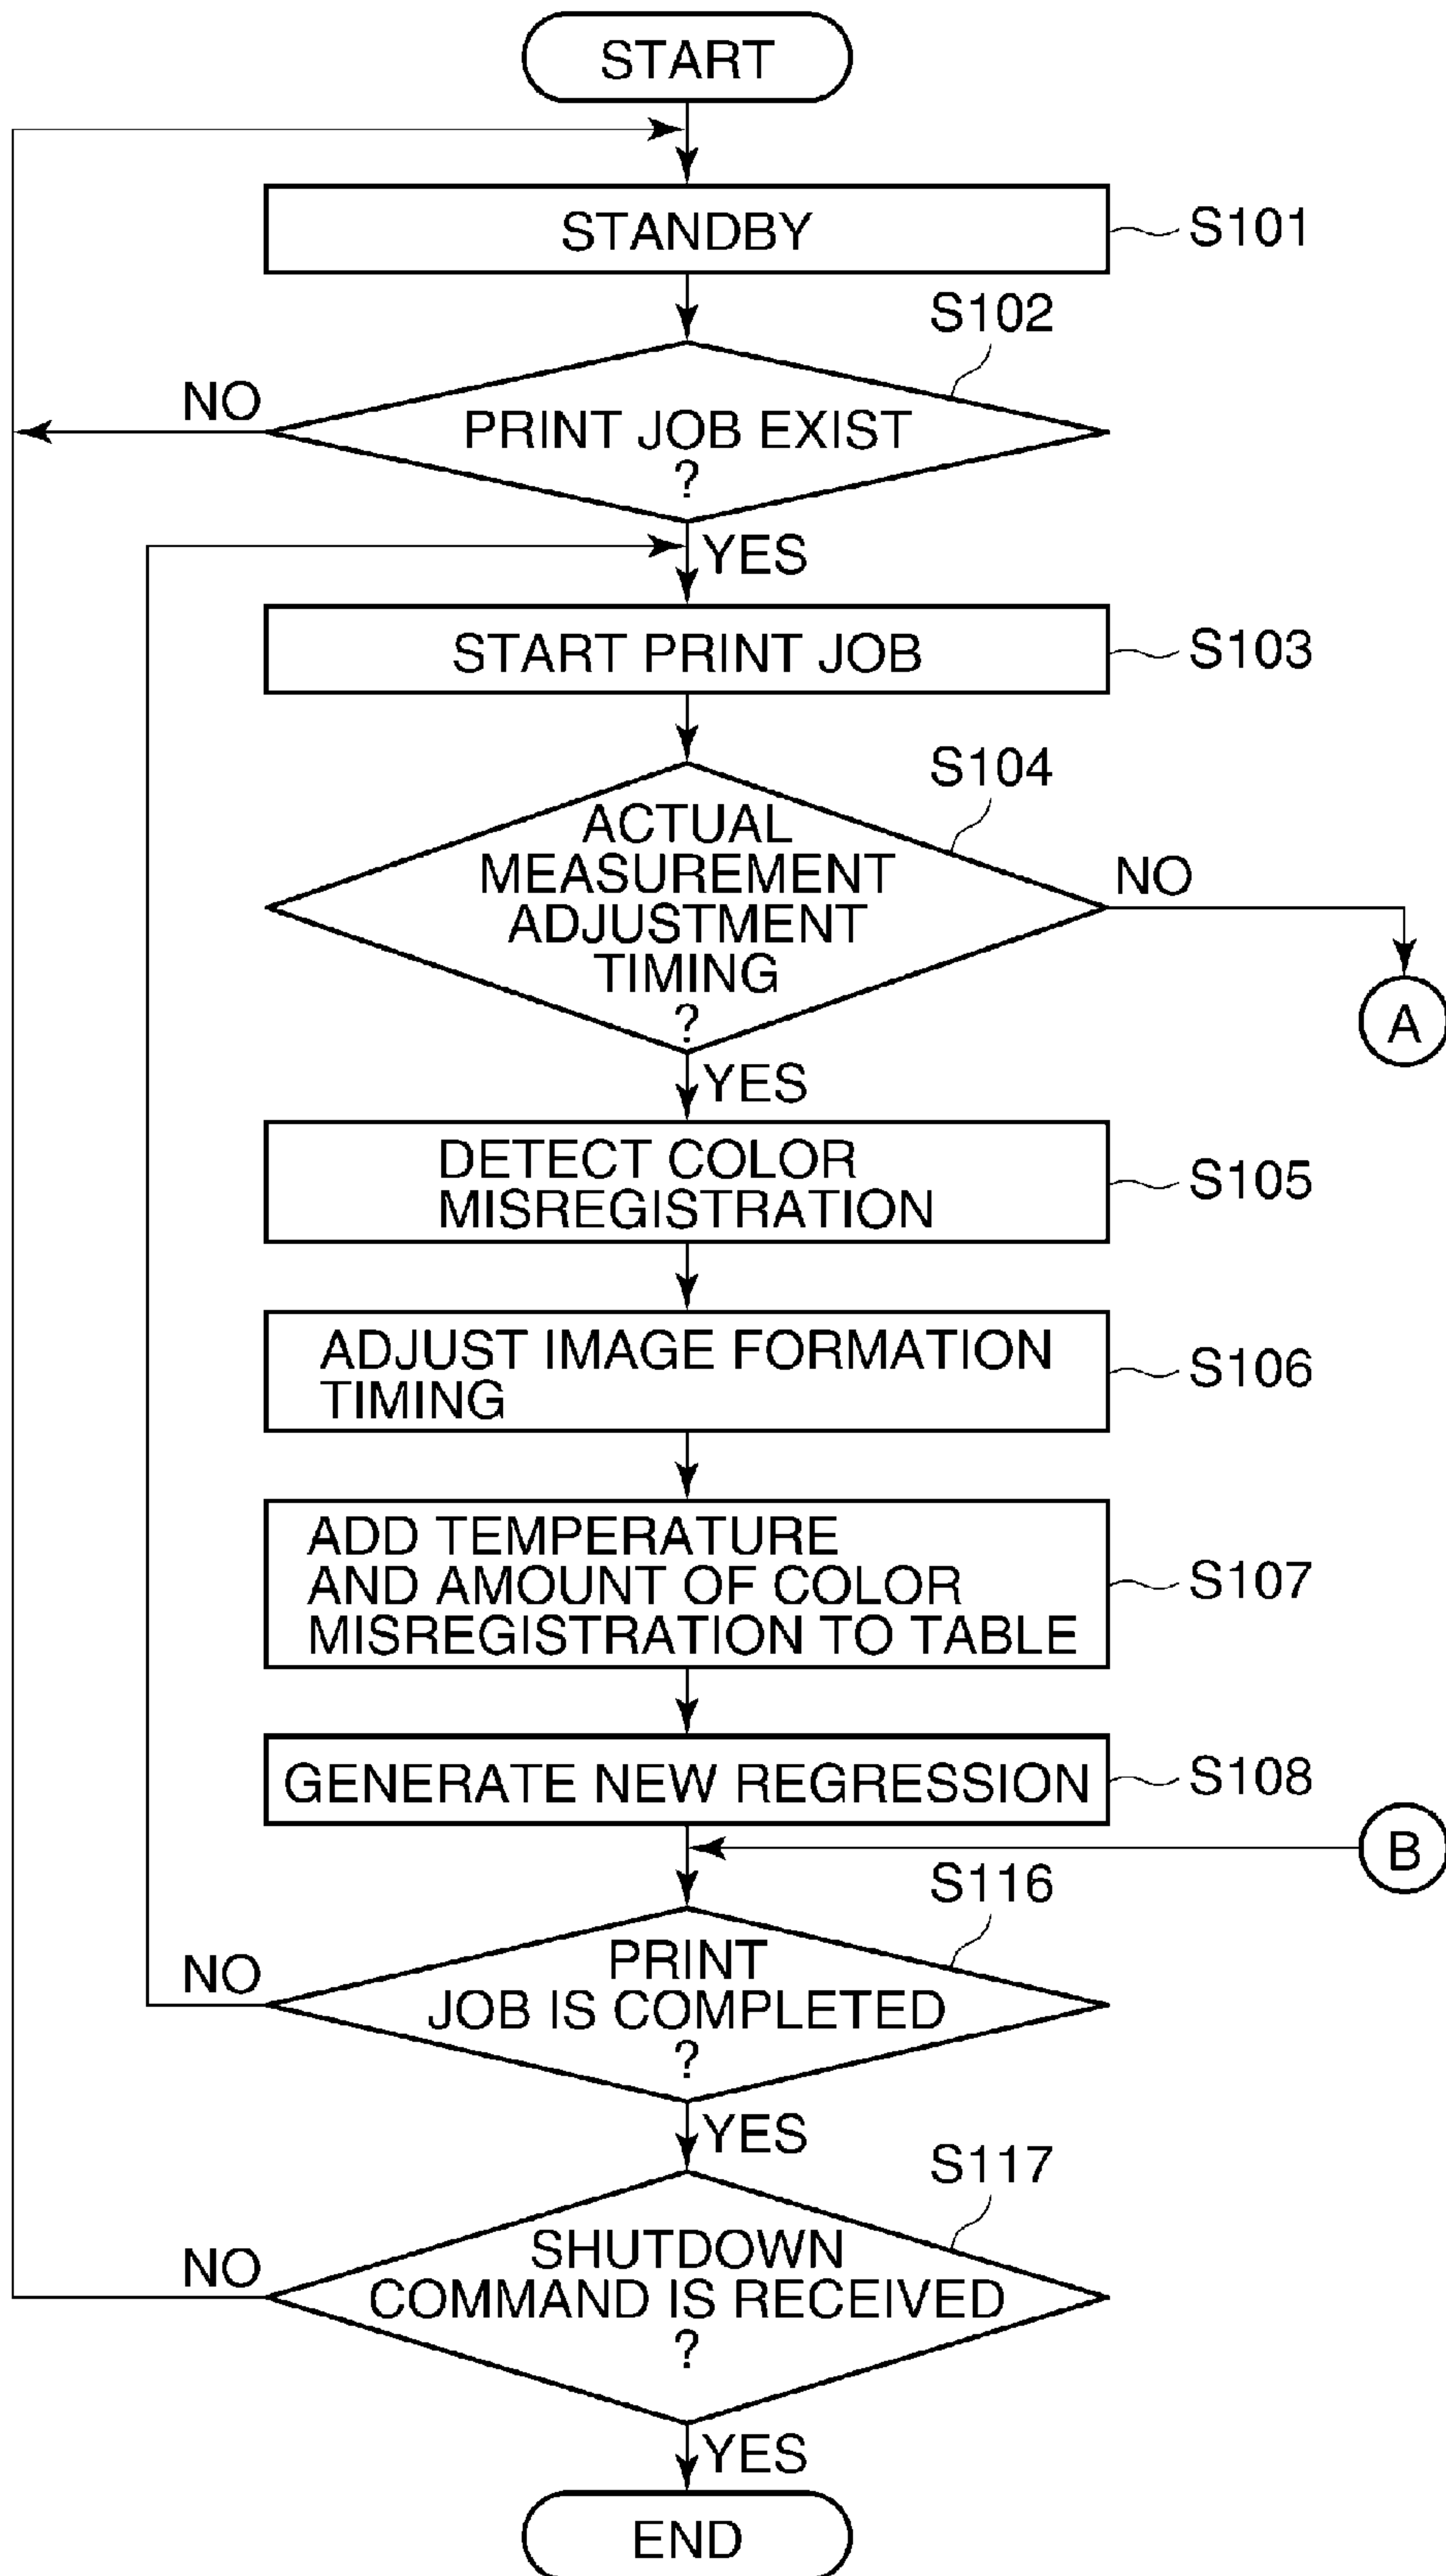 START
STANDBY
S101
S102
NO
PRINT JOB EXIST
?
YES
START PRINT JOB
S103
S104
ACTUAL
MEASUREMENT
ADJUSTMENT
TIMING
?
NO
A
YES
DETECT COLOR
MISREGISTRATION
S105
ADJUST IMAGE FORMATION
TIMING
S106
ADD TEMPERATURE
AND AMOUNT OF COLOR
MISREGISTRATION TO TABLE
S107
GENERATE NEW REGRESSION
S108
B
S116
NO
PRINT
JOB IS COMPLETED
?
YES
S117
NO
SHUTDOWN
COMMAND IS RECEIVED
?
YES
END